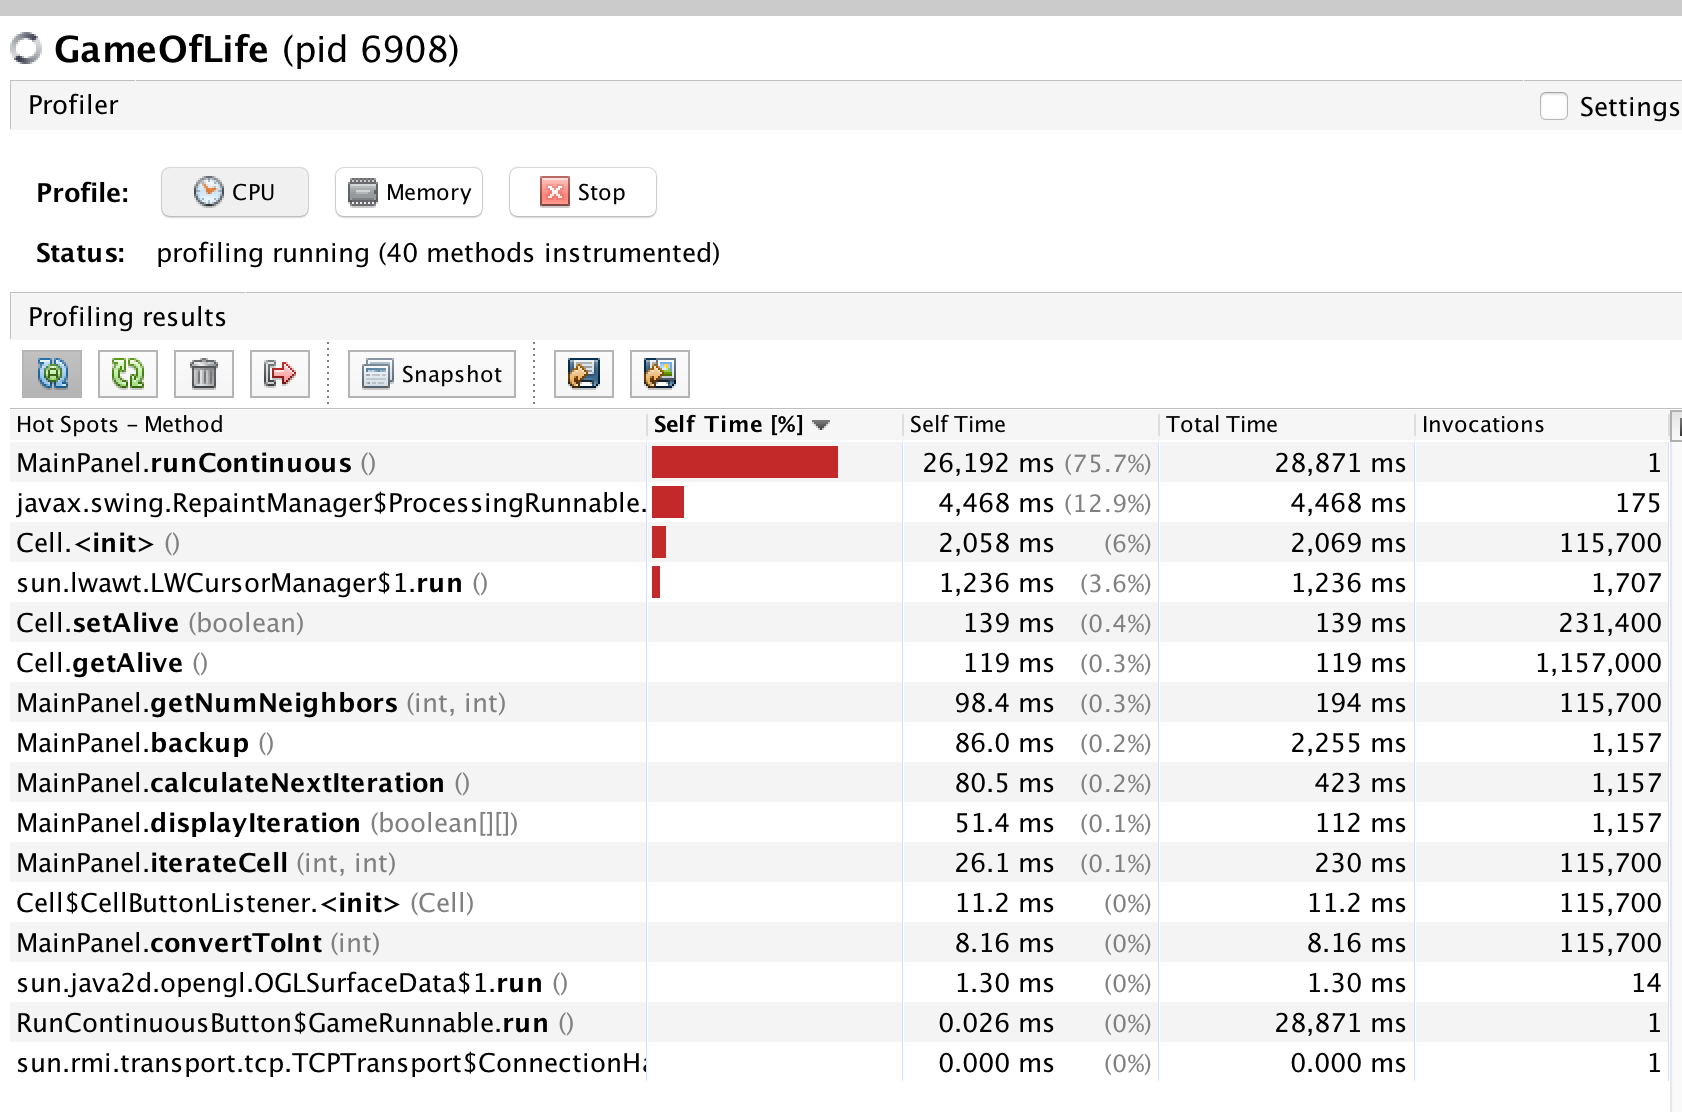 GameOfLife (pid 6908)
Profiler Settings
Profile: CPU Memory Stop
Status: profiling running (40 methods instrumented)
Profiling results
Snapshot
Hot Spots – Method Self Time [%] Self Time Total Time Invocations
MainPanel.runContinuous () 26,192 ms (75.7%) 28,871 ms 1
javax.swing.RepaintManager$ProcessingRunnable. 4,468 ms (12.9%) 4,468 ms 175
Cell.<init> () 2,058 ms (6%) 2,069 ms 115,700
sun.lwawt.LWCursorManager$1.run () 1,236 ms (3.6%) 1,236 ms 1,707
Cell.setAlive (boolean) 139 ms (0.4%) 139 ms 231,400
Cell.getAlive () 119 ms (0.3%) 119 ms 1,157,000
MainPanel.getNumNeighbors (int, int) 98.4 ms (0.3%) 194 ms 115,700
MainPanel.backup () 86.0 ms (0.2%) 2,255 ms 1,157
MainPanel.calculateNextIteration () 80.5 ms (0.2%) 423 ms 1,157
MainPanel.displayIteration (boolean[][]) 51.4 ms (0.1%) 112 ms 1,157
MainPanel.iterateCell (int, int) 26.1 ms (0.1%) 230 ms 115,700
Cell$CellButtonListener.<init> (Cell) 11.2 ms (0%) 11.2 ms 115,700
MainPanel.convertToInt (int) 8.16 ms (0%) 8.16 ms 115,700
sun.java2d.opengl.OGLSurfaceData$1.run () 1.30 ms (0%) 1.30 ms 14
RunContinuousButton$GameRunnable.run () 0.026 ms (0%) 28,871 ms 1
sun.rmi.transport.tcp.TCPTransport$ConnectionHa 0.000 ms (0%) 0.000 ms 1